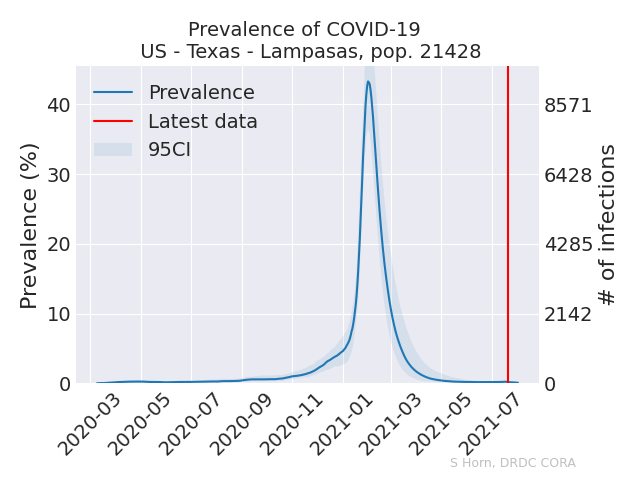 Prevalence of COVID-19
US - Texas - Lampasas, pop. 21428
Prevalence
Latest data
95CI
Prevalence (%)
40
30
20
10
0
# of infections
8571
6428
4285
2142
0
2020-03
2020-05
2020-07
2020-09
2020-11
2021-01
2021-03
2021-05
2021-07
S Horn, DRDC CORA